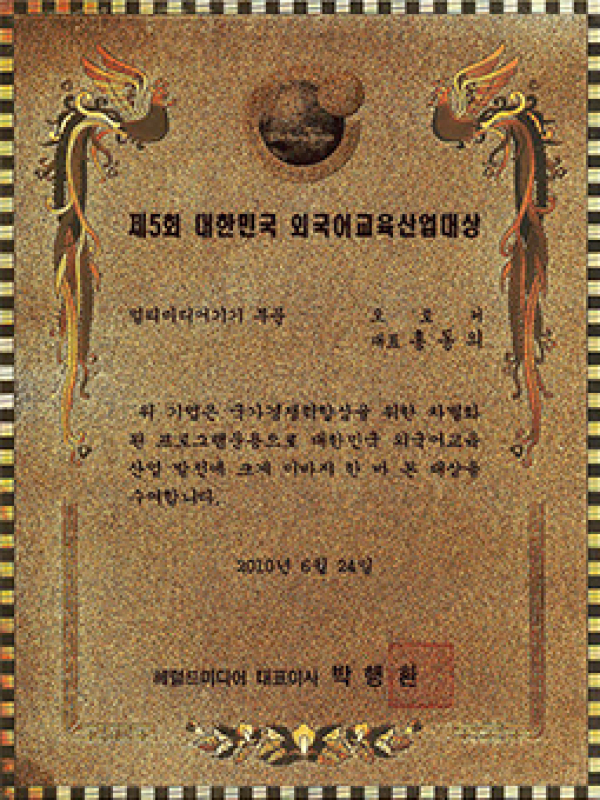 제5회 대한민국 외국어교육산업대상
멀티미디어기기 부문
오 로 커
대표 홍 동 의
위 기업은 국가경쟁력향상을 위한 차별화
된 프로그램운용으로 대한민국 외국어교육
산업 발전에 크게 이바지 한 바 본 대상을
수여합니다.
2010년 6월 24일
헤럴드미디어 대표이사 박 행 환